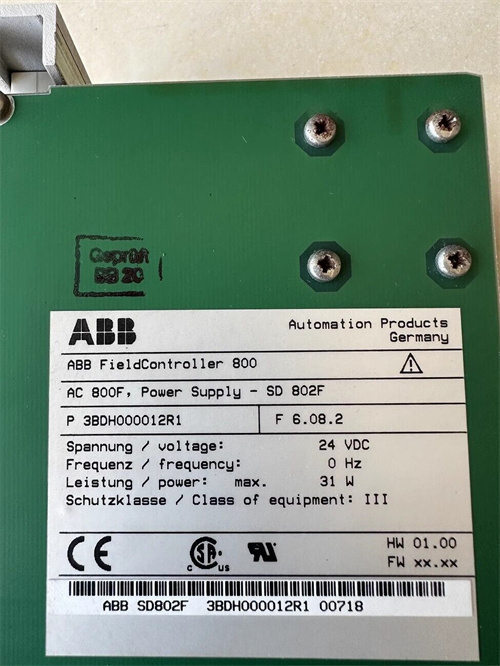 Geprüft
ABB
Automation Products
Germany
ABB FieldController 800
AC 800F, Power Supply - SD 802F
P 3BDH000012R1
F 6.08.2
Spannung / voltage: 24 VDC
Frequenz / frequency: 0 Hz
Leistung / power: max. 31 W
Schutzklasse / Class of equipment: III
CE
C SA US
HW 01.00
FW xx.xx
ABB SD802F 3BDH000012R1 00718